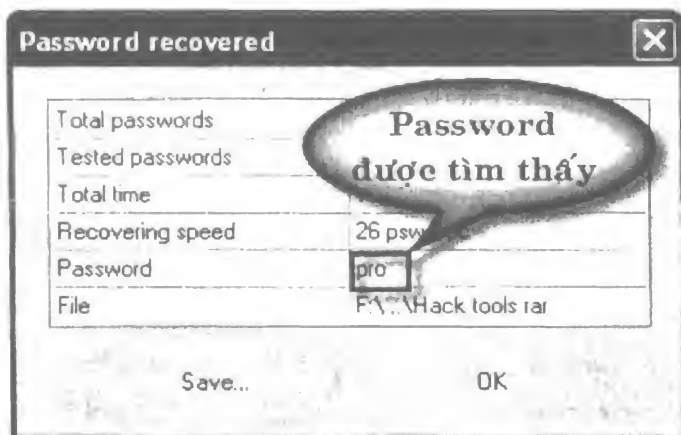 Password recovered
Total passwords
Password
Tested passwords
được tìm thấy
Total time
Recovering speed 26 psw
Password pro
File F:\...\Hack tools rar
Save... OK